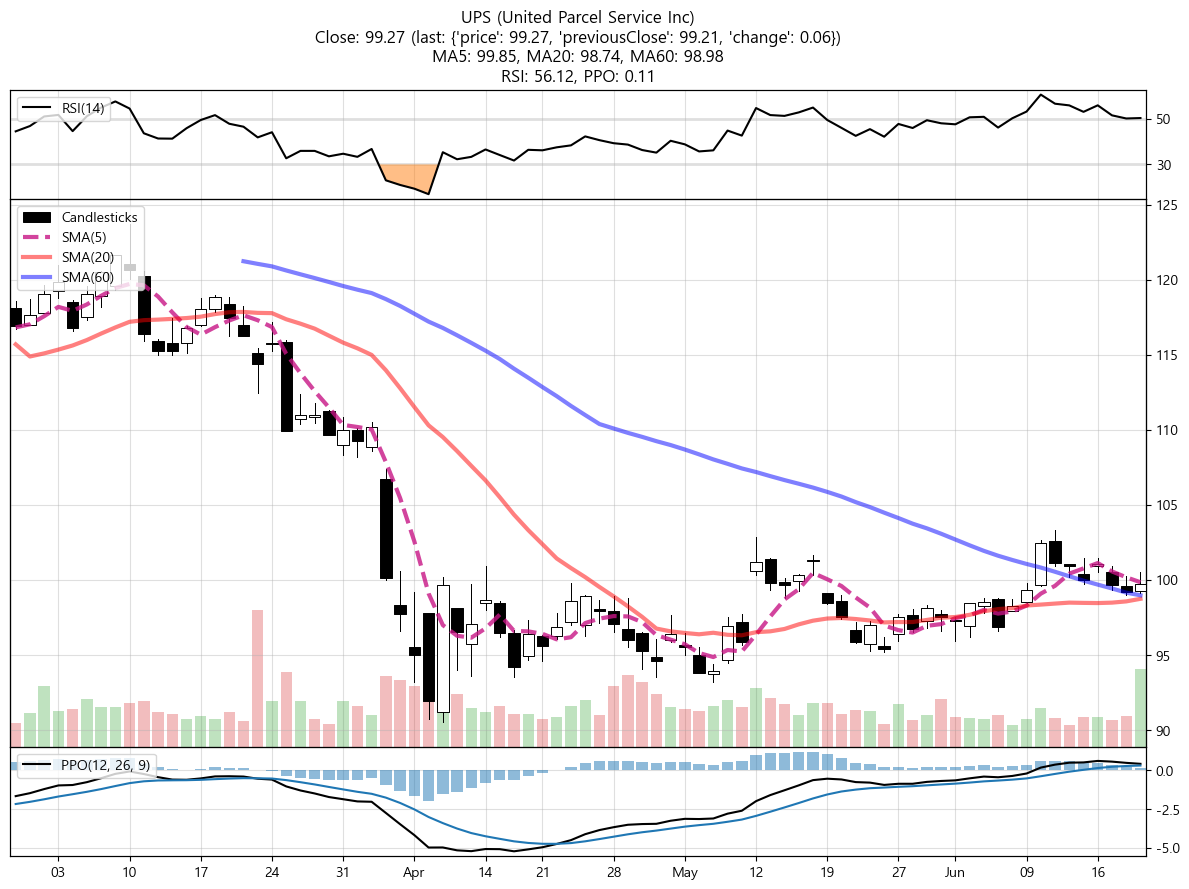 UPS (United Parcel Service Inc)
Close: 99.27 (last: {'price': 99.27, 'previousClose': 99.21, 'change': 0.06})
MA5: 99.85, MA20: 98.74, MA60: 98.98
RSI: 56.12, PPO: 0.11
RSI(14)
50
30
Candlesticks
SMA(5)
SMA(20)
SMA(60)
125
120
115
110
105
100
95
90
PPO(12, 26, 9)
0.0
-2.5
-5.0
03 10 17 24 31 Apr 14 21 28 May 12 19 27 Jun 09 16